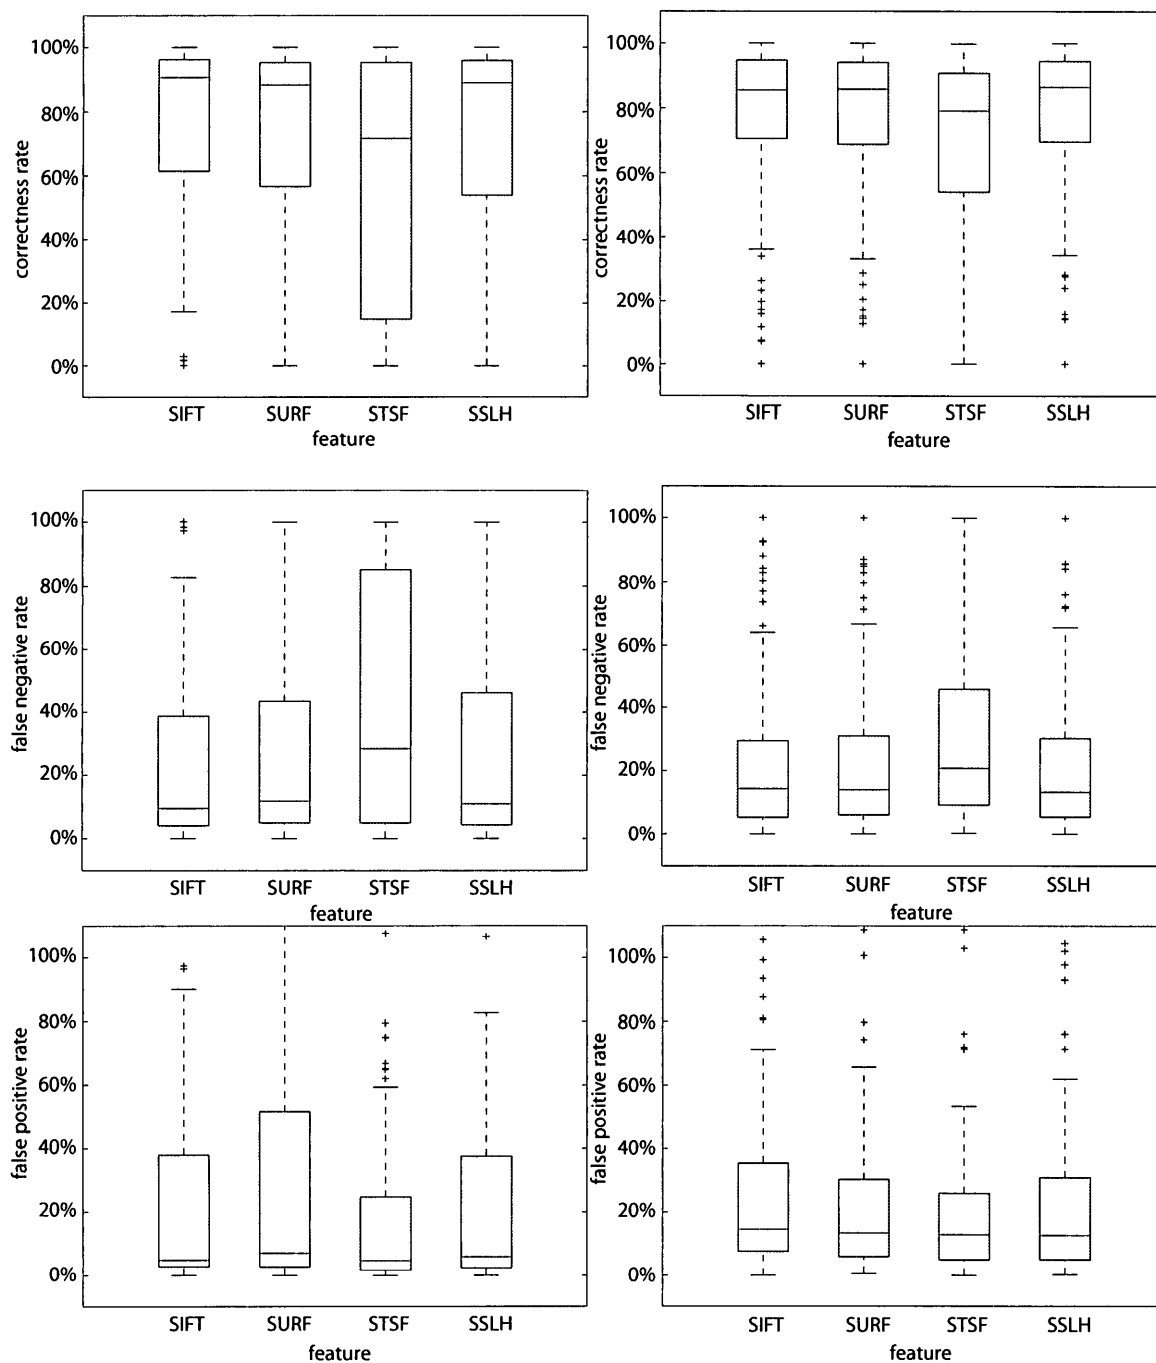 correctness rate
100%
80%
60%
40%
20%
0%
SIFT SURF STSF SSLH
feature
correctness rate
100%
80%
60%
40%
20%
0%
SIFT SURF STSF SSLH
feature
false negative rate
100%
80%
60%
40%
20%
0%
SIFT SURF STSF SSLH
feature
false negative rate
100%
80%
60%
40%
20%
0%
SIFT SURF STSF SSLH
feature
false positive rate
100%
80%
60%
40%
20%
0%
SIFT SURF STSF SSLH
feature
false positive rate
100%
80%
60%
40%
20%
0%
SIFT SURF STSF SSLH
feature